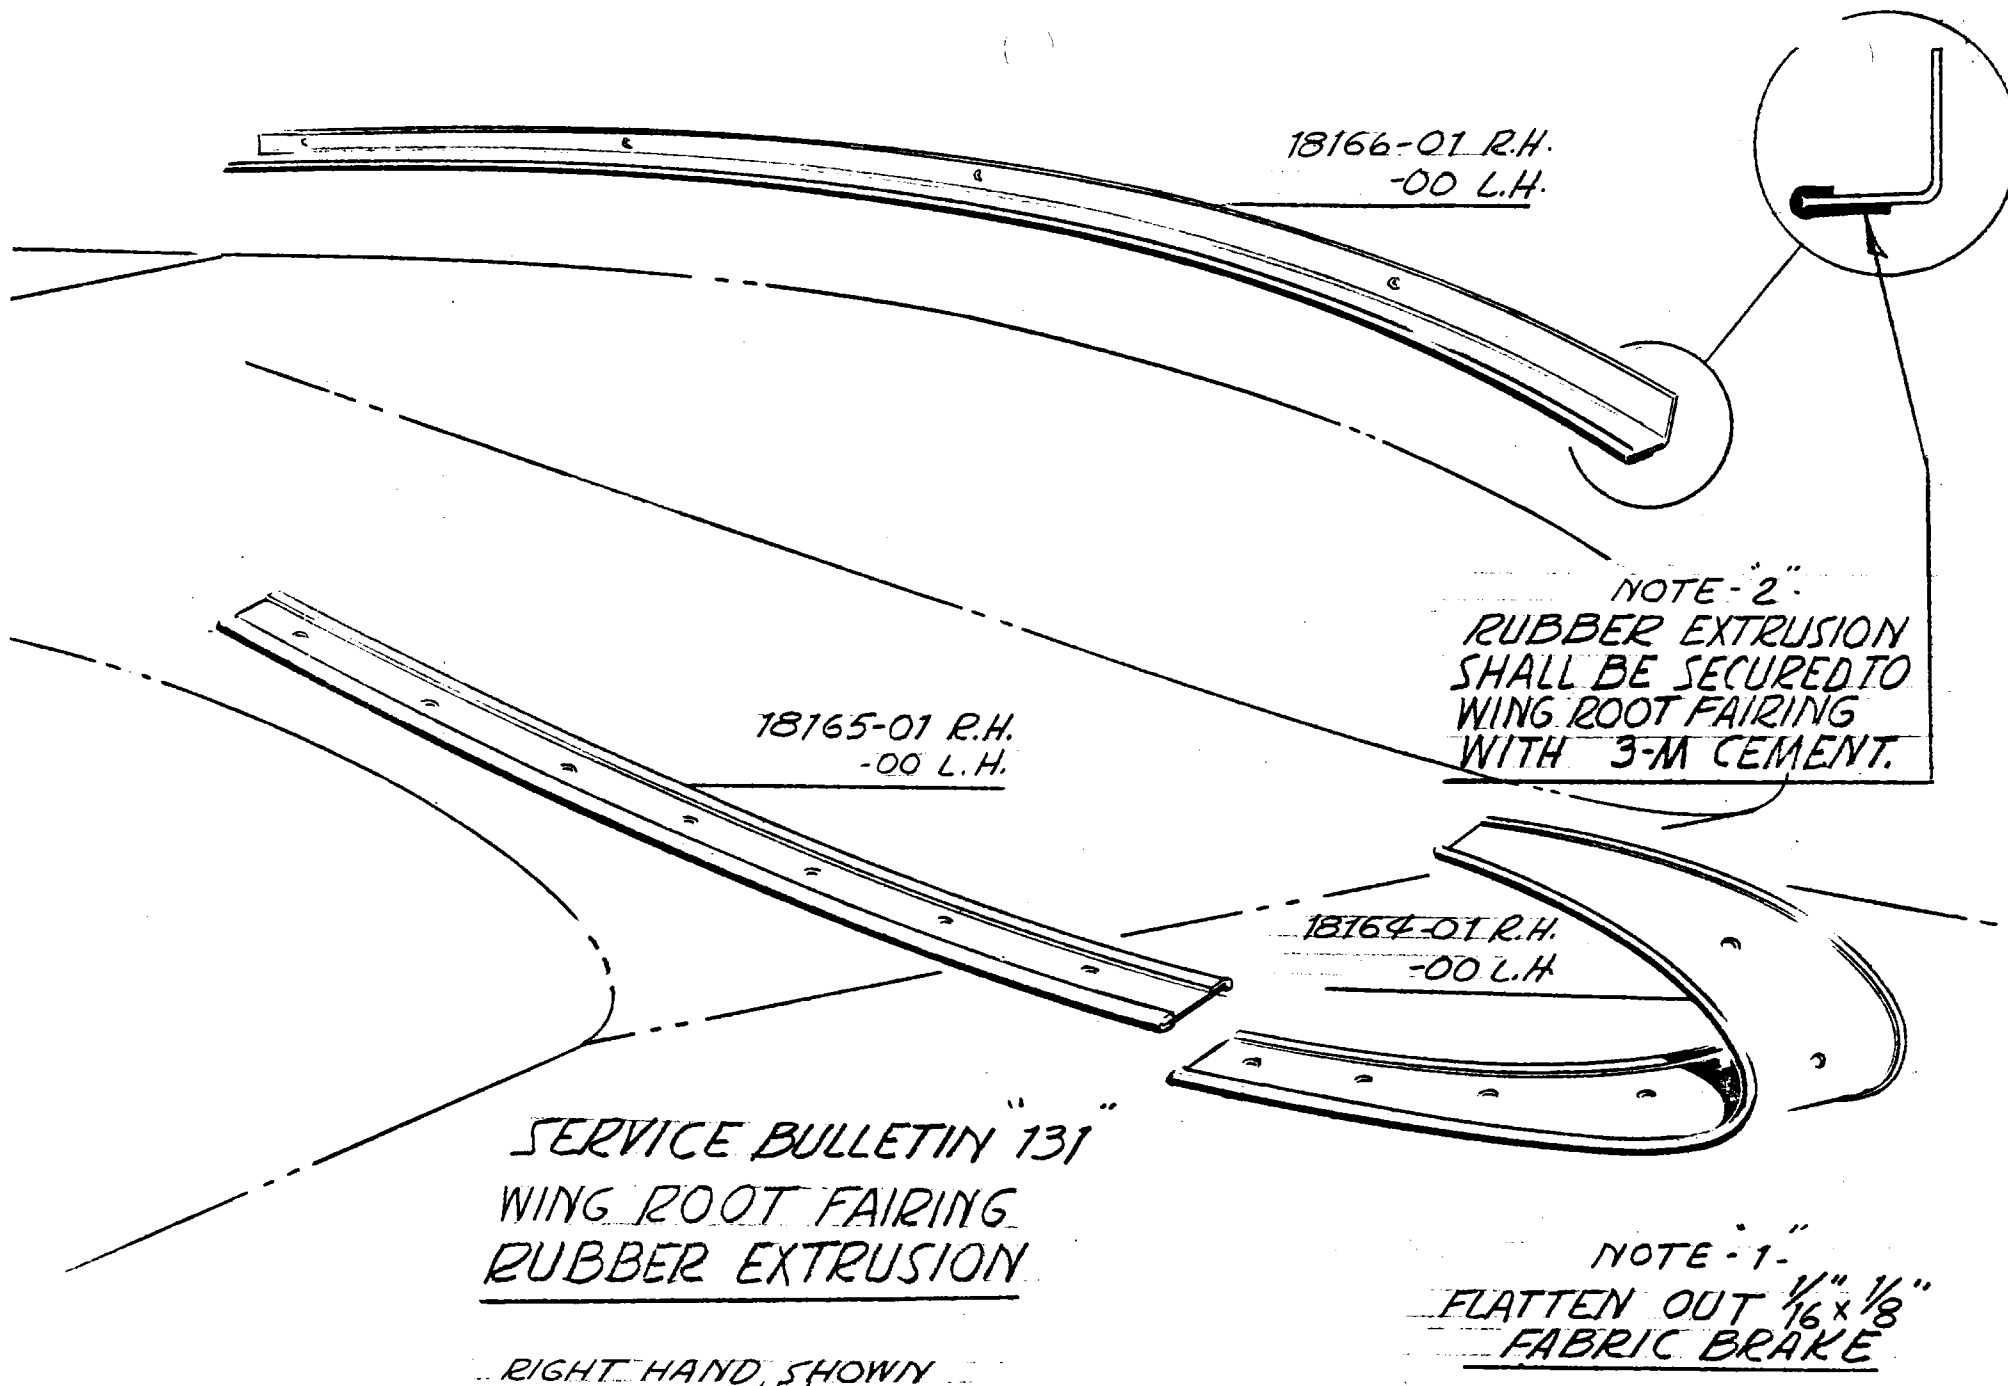 18166-01 R.H.
-00 L.H.
NOTE-"2"-
RUBBER EXTRUSION
SHALL BE SECURED TO
WING ROOT FAIRING
WITH 3-M CEMENT.
18165-01 R.H.
-00 L.H.
18164-01 R.H.
-00 L.H
SERVICE BULLETIN "131"
WING ROOT FAIRING
RUBBER EXTRUSION
RIGHT HAND SHOWN
NOTE-"1-"
FLATTEN OUT 1/16" x 1/8"
FABRIC BRAKE